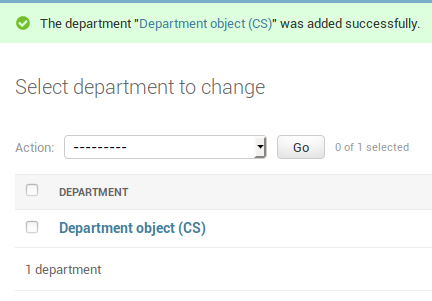 The department "Department object (CS)" was added successfully.
Select department to change
Action: --------- Go 0 of 1 selected
DEPARTMENT
Department object (CS)
1 department